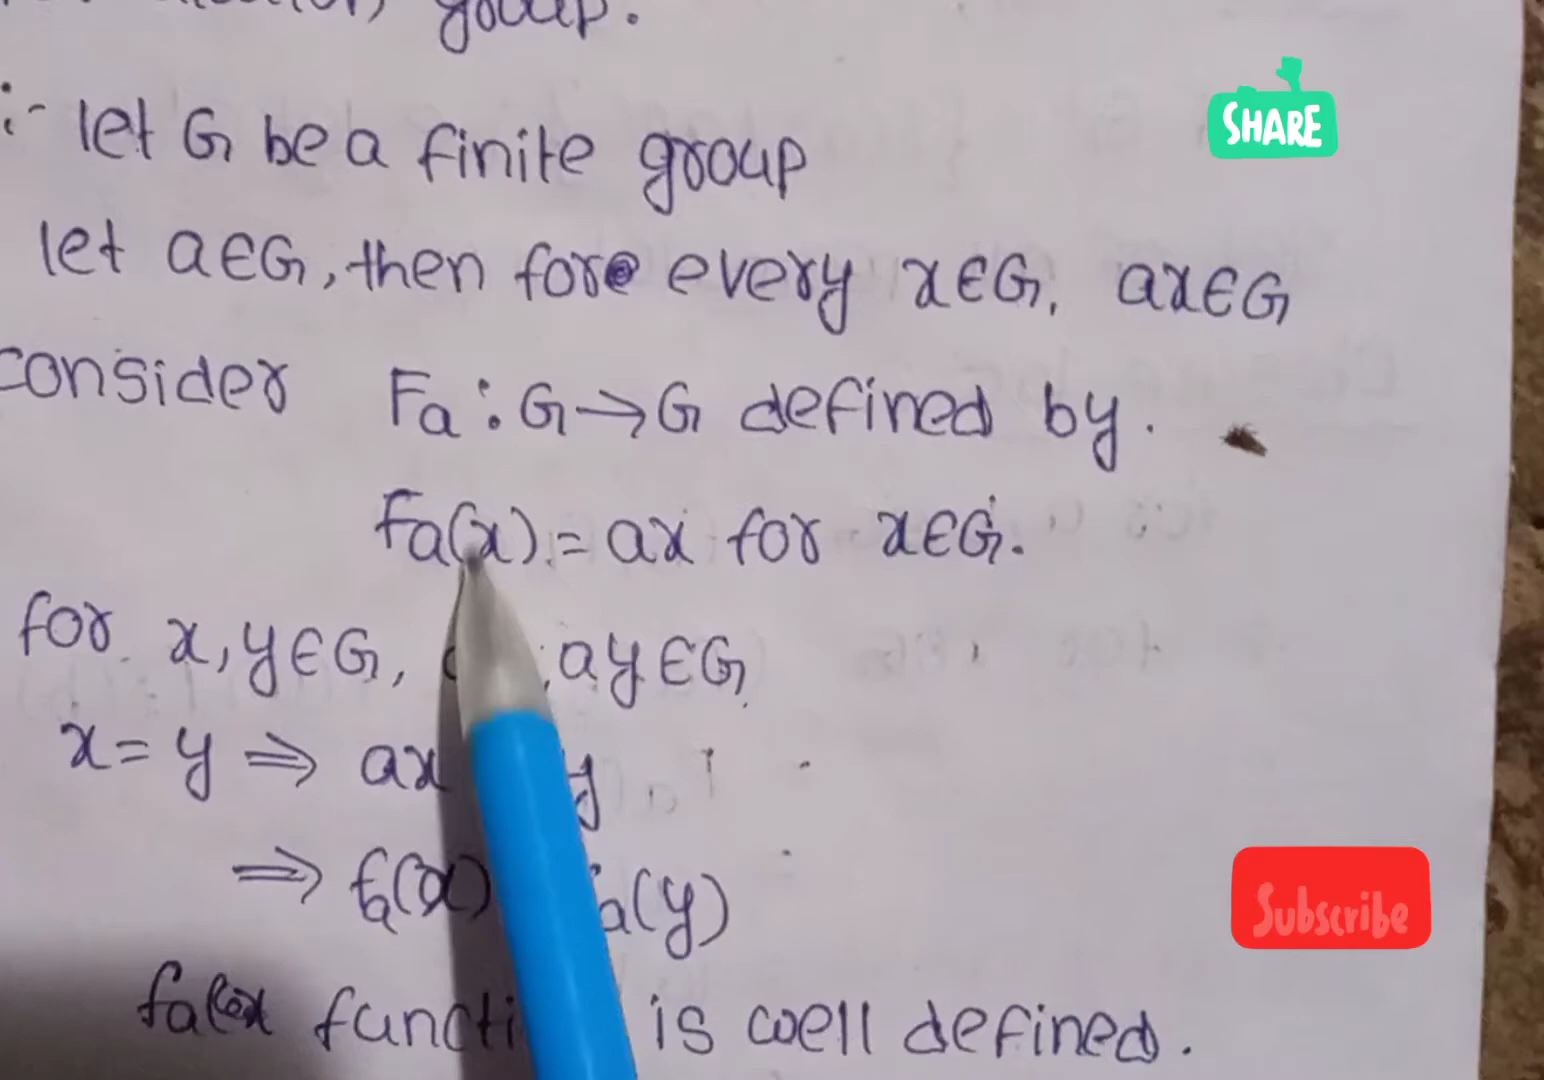 group.
:- let G be a finite group
SHARE
let a∈G, then for every x∈G, ax∈G
consider Fa : G→G defined by.
Fa(x) = ax for x∈G.
for x, y∈G, , ay∈G
x = y ⇒ ax y
⇒ fa(x) a(y)
Subscribe
fa is well defined.